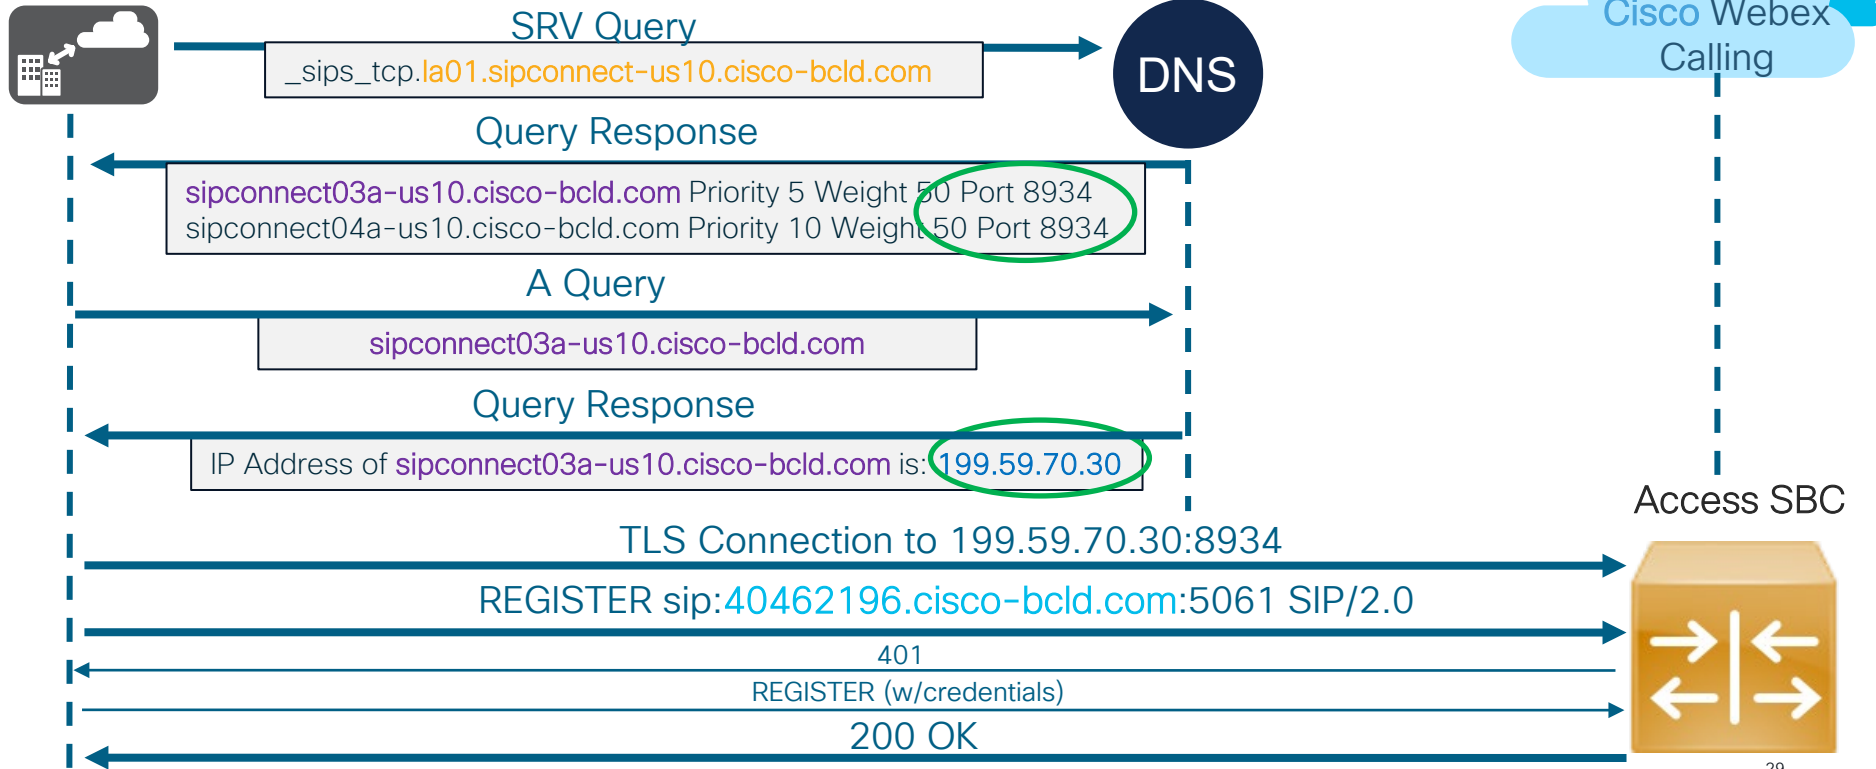 SRV Query
_sips_tcp.la01.sipconnect-us10.cisco-bcld.com
DNS
Cisco Webex
Calling
Query Response
sipconnect03a-us10.cisco-bcld.com Priority 5 Weight 50 Port 8934
sipconnect04a-us10.cisco-bcld.com Priority 10 Weight 50 Port 8934
A Query
sipconnect03a-us10.cisco-bcld.com
Query Response
IP Address of sipconnect03a-us10.cisco-bcld.com is: 199.59.70.30
Access SBC
TLS Connection to 199.59.70.30:8934
REGISTER sip:40462196.cisco-bcld.com:5061 SIP/2.0
401
REGISTER (w/credentials)
200 OK
29